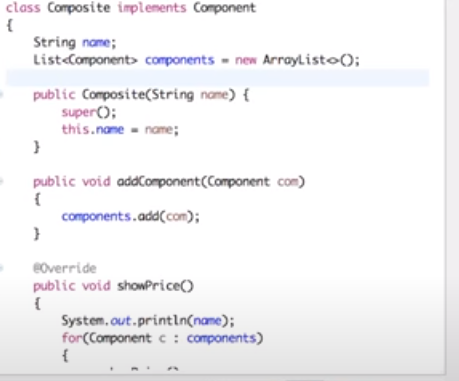 class Composite implements Component
{
String name;
List<Component> components = new ArrayList<>();
public Composite(String name) {
super();
this.name = name;
}
public void addComponent(Component com)
{
components.add(com);
}
@Override
public void showPrice()
{
System.out.println(name);
for(Component c : components)
{